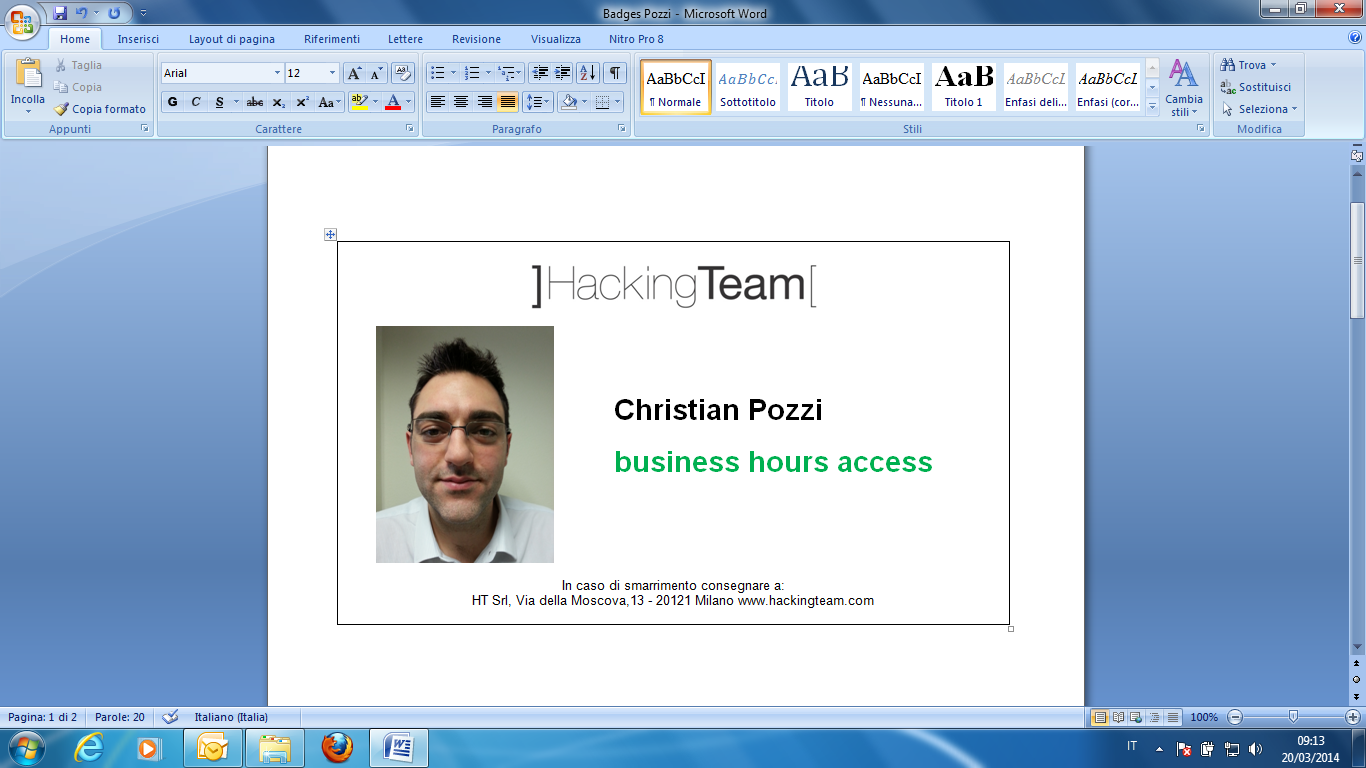 Badges Pozzi - Microsoft Word
Home Inserisci Layout di pagina Riferimenti Lettere Revisione Visualizza Nitro Pro 8
Incolla
Taglia
Copia
Copia formato
Appunti
Arial 12
G C S abc x₂ x² Aa
Carattere
Paragrafo
AaBbCcI AaBbCc. AaB AaBbCcI AaB AaBbCcI AaBbCcI
¶ Normale Sottotitolo Titolo ¶ Nessuna... Titolo 1 Enfasi deli... Enfasi (cor...
Cambia
stili
Stili
Trova
Sostituisci
Seleziona
Modifica
]HackingTeam[
Christian Pozzi
business hours access
In caso di smarrimento consegnare a:
HT Srl, Via della Moscova,13 - 20121 Milano www.hackingteam.com
Pagina: 1 di 2 Parole: 20 Italiano (Italia) 100%
IT 09:13
20/03/2014